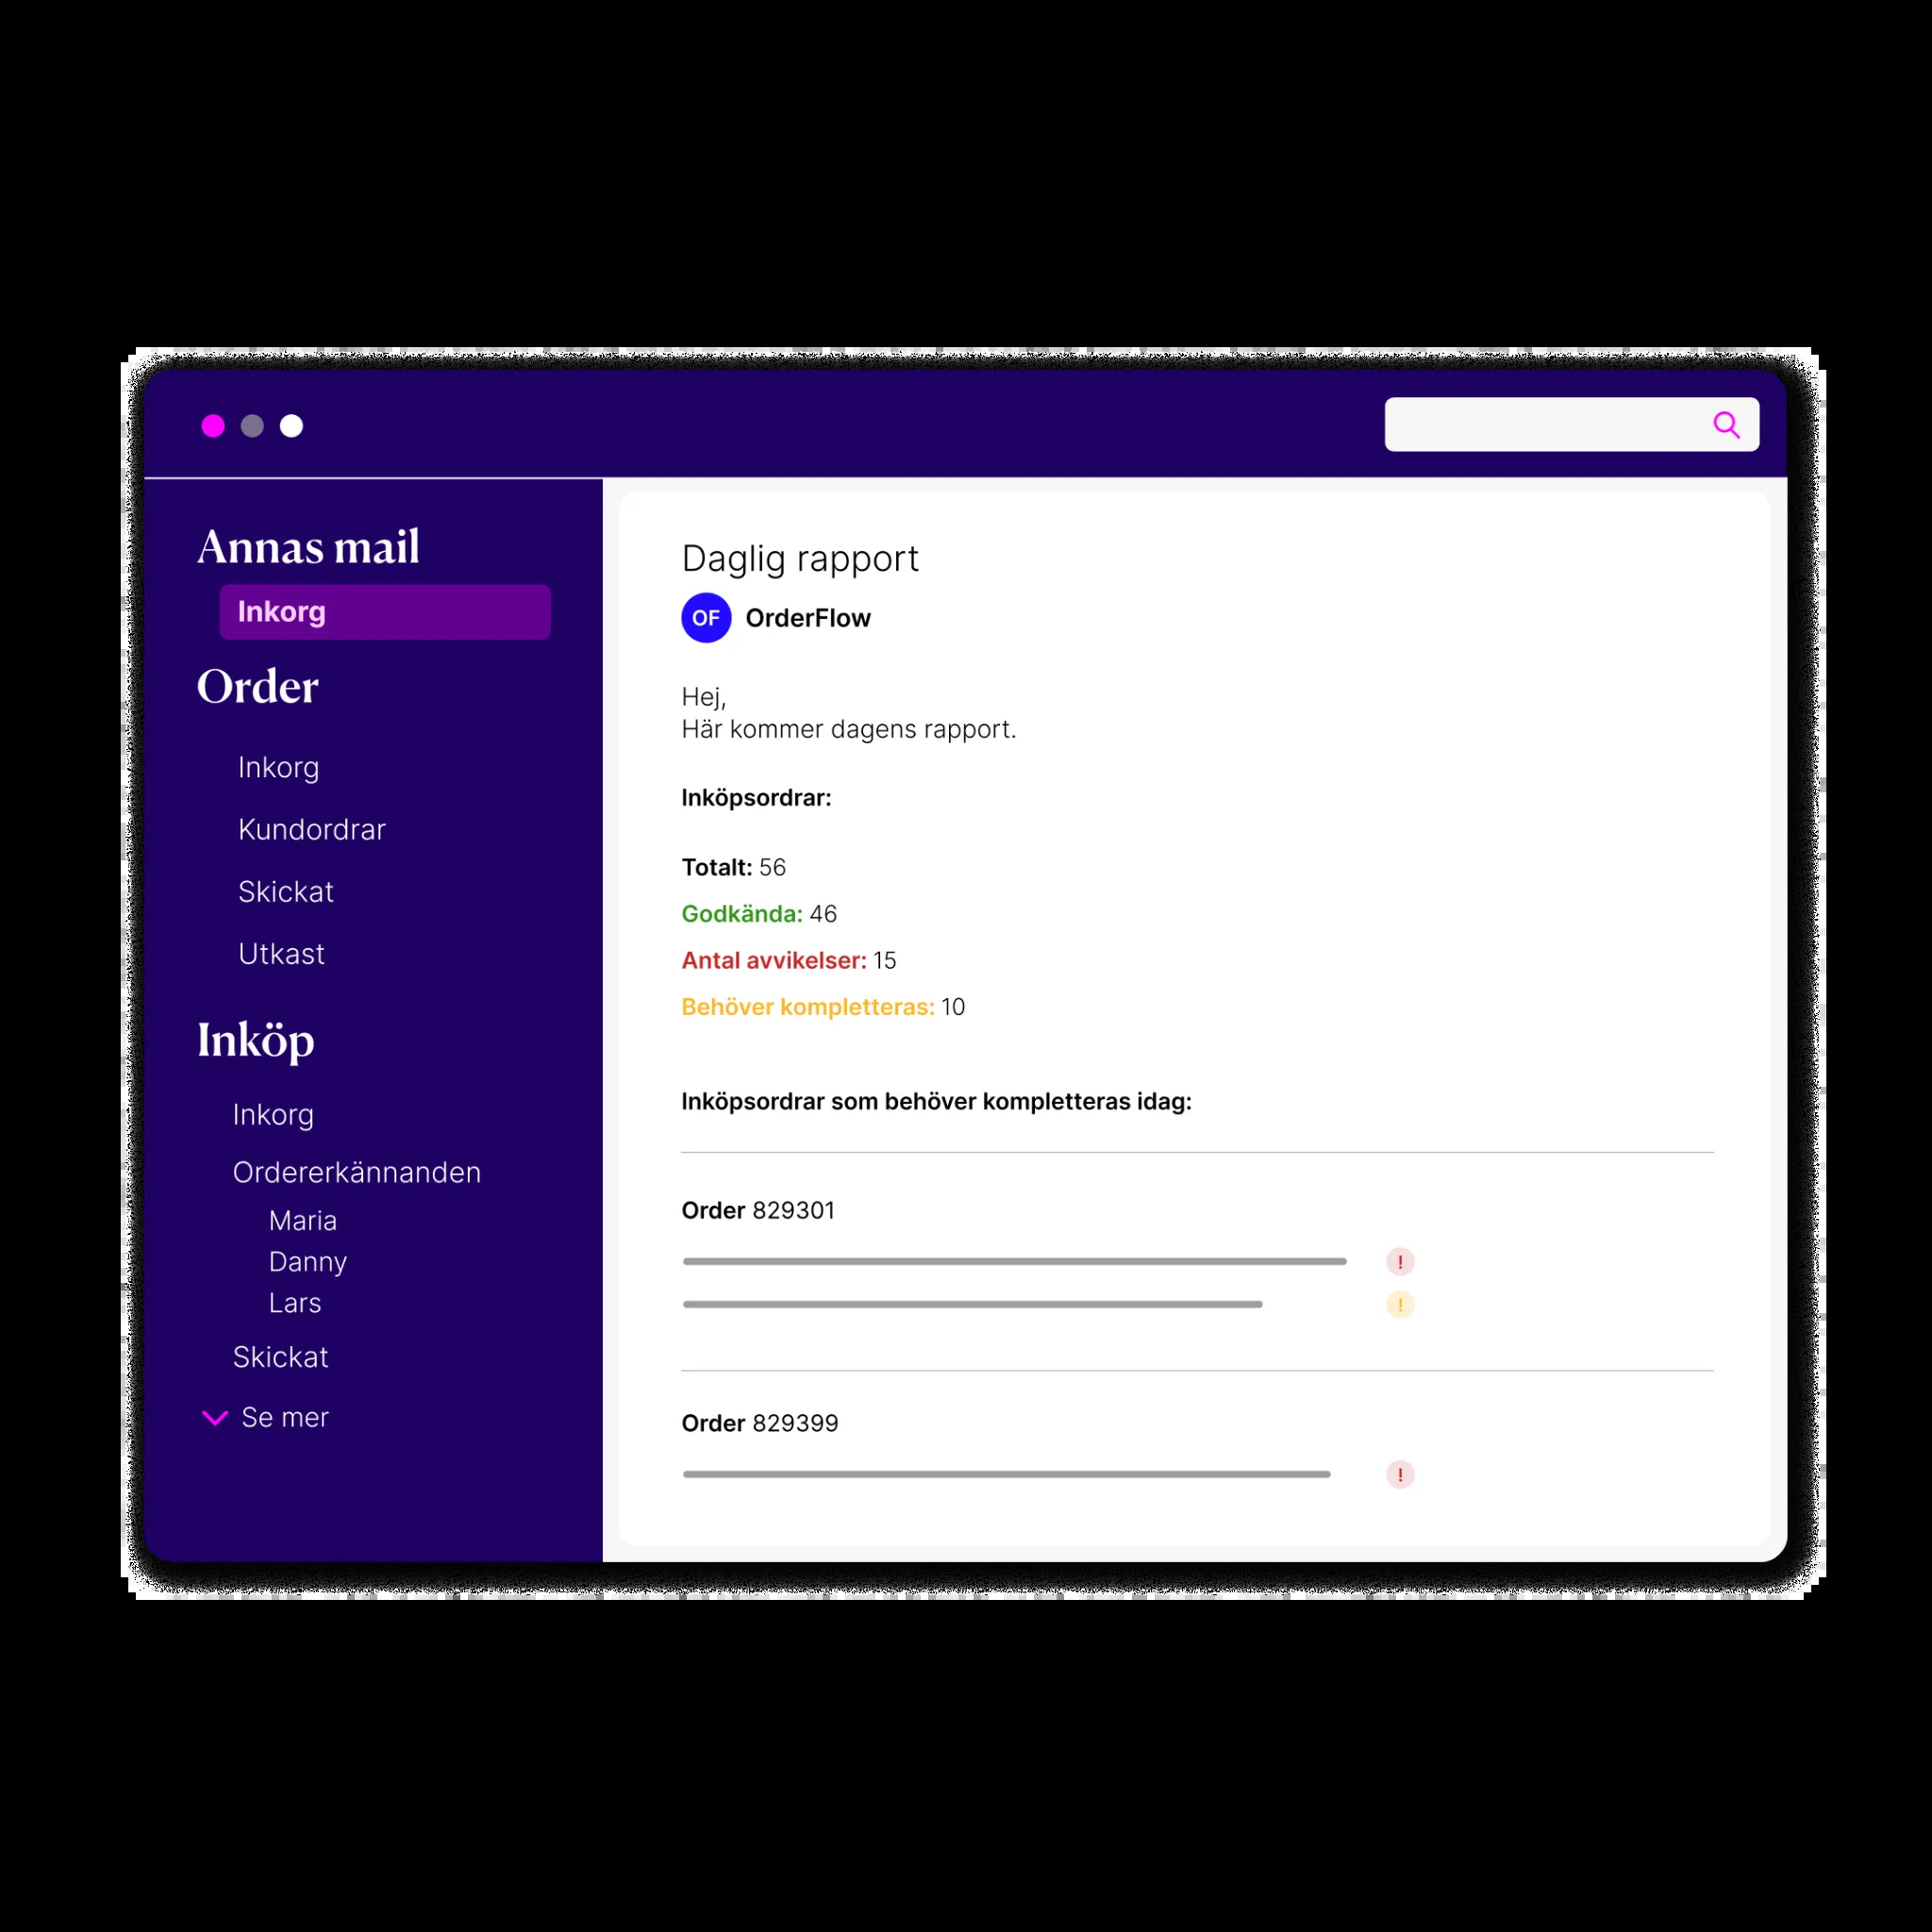 Annas mail
Inkorg
Order
Inkorg
Kundordrar
Skickat
Utkast
Inköp
Inkorg
Ordererkännanden
Maria
Danny
Lars
Skickat
Se mer
Daglig rapport
OF OrderFlow
Hej,
Här kommer dagens rapport.
Inköpsordrar:
Totalt: 56
Godkända: 46
Antal avvikelser: 15
Behöver kompletteras: 10
Inköpsordrar som behöver kompletteras idag:
Order 829301
!
!
Order 829399
!